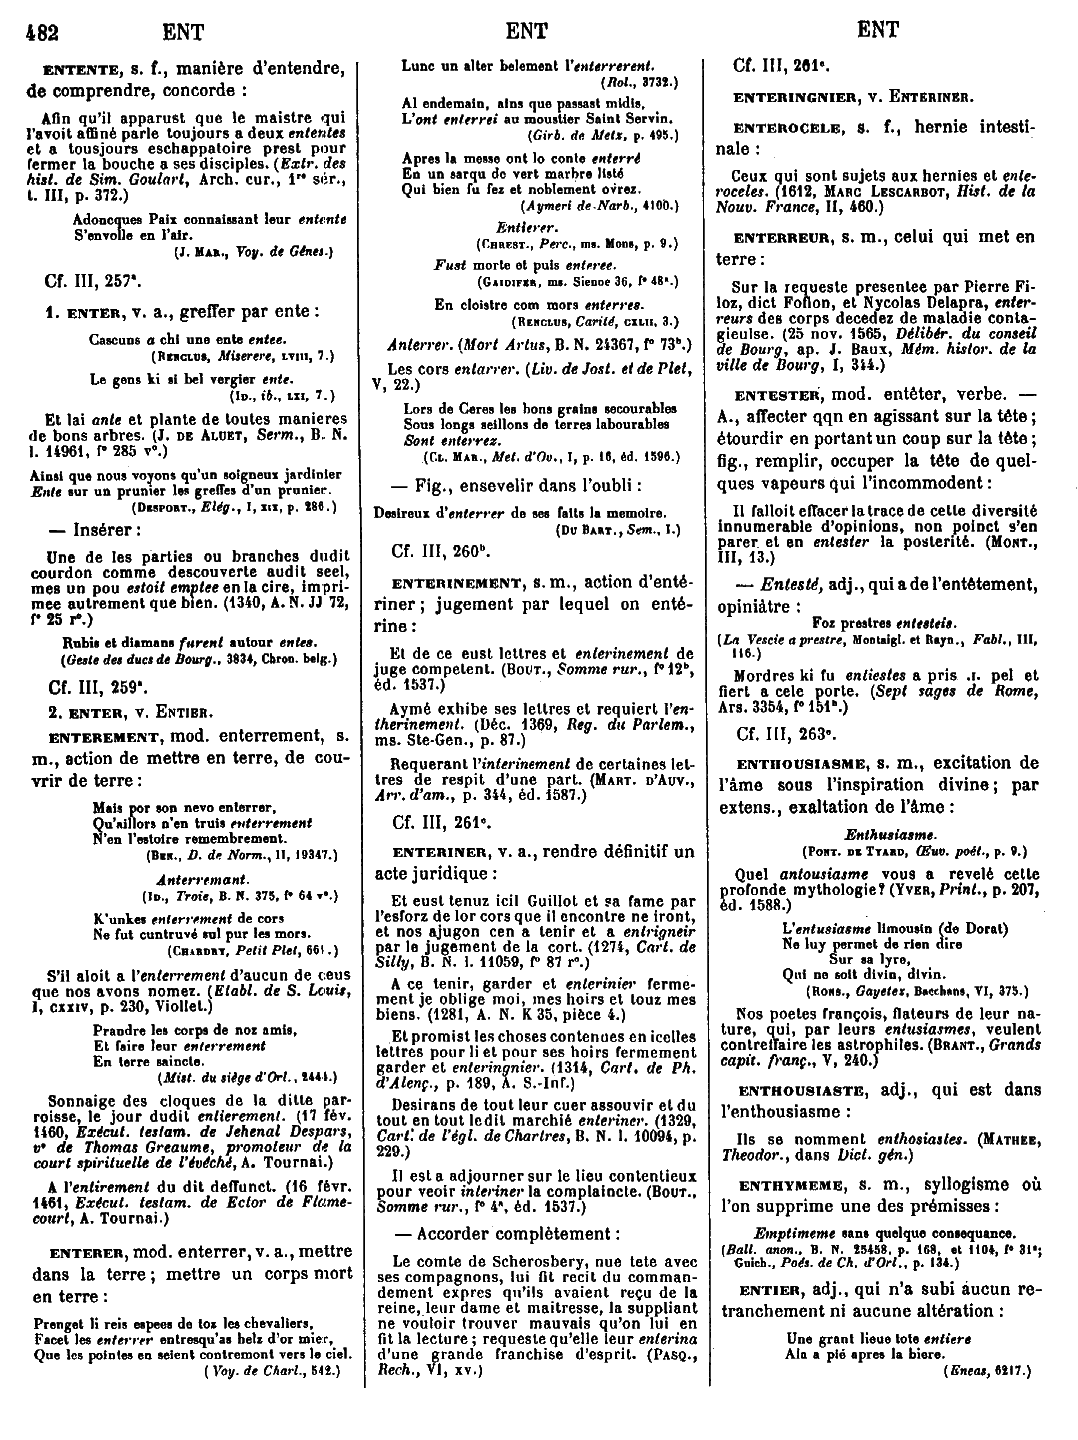 482 ENT ENT ENT
ENTENTE, s. f., manière d'entendre,
de comprendre, concorde :
Afin qu'il apparust que le maistre qui
l'avoit affiné parle toujours a deux ententes
et a tousjours eschappatoire prest pour
fermer la bouche a ses disciples. (Extr. des
hist. de Sim. Goulart, Arch. cur., 1re sér.,
t. III, p. 372.)
Adoncques Paix connaissant leur entente
S'envolle en l'air.
(J. MAR., Voy. de Gênes.)
Cf. III, 257a.
1. ENTER, v. a., greffer par ente :
Cascuns a chi une ente entee.
(RENCLUS, Miserere, LVIII, 7.)
Le gens ki si bel vergier ente.
(ID., ib., LXI, 7.)
Et lai ante et plante de toutes manieres
de bons arbres. (J. DE ALUET, Serm., B. N.
l. 14961, f° 285 v°.)
Ainsi que nous voyons qu'un soigneux jardinier
Ente sur un prunier les greffes d'un prunier.
(DESPORT., Elég., I, XIX, p. 286.)
— Insérer :
Une de les parties ou branches dudit
courdon comme descouverte audit seel,
mes un pou estoit emptee en la cire, impri-
mee autrement que bien. (1340, A. N. JJ 72,
f° 25 r°.)
Rubis et diamans furent autour entes.
(Geste des ducs de Bourg., 3834, Chron. belg.)
Cf. III, 259a.
2. ENTER, v. ENTIER.
ENTEREMENT, mod. enterrement, s.
m., action de mettre en terre, de cou-
vrir de terre :
Mais por son nevo enterrer,
Qu'aillors n'en truis enterrement
N'en l'estoire remembrement.
(BEN., D. de Norm., II, 19347.)
Anterremant.
(ID., Troie, B. N. 375, f° 64 v°.)
K'unkes enterrement de cors
Ne fut cuntruvé sul pur les mors.
(CHARDRY, Petit Plet, 661.)
S'il aloit a l'enterrement d'aucun de ceus
que nos avons nomez. (Etabl. de S. Louis,
I, CXXIV, p. 230, Viollet.)
Prandre les corps de noz amis,
Et faire leur enterrement
En terre saincte.
(Mist. du siège d'Orl., 2444.)
Sonnaige des cloques de la ditte par-
roisse, le jour dudit entierement. (17 fév.
1460, Exécut. testam. de Jehenal Despars,
v° de Thomas Greaume, promoteur de la
court spirituelle de l'évéché, A. Tournai.)
A l'entirement du dit deffunct. (16 févr.
1461, Exécut. testam. de Ector de Flame-
court, A. Tournai.)
ENTERER, mod. enterrer, v. a., mettre
dans la terre ; mettre un corps mort
en terre :
Prenget li reis espees de toz les chevaliers,
Facet les enterrer entresqu'as helz d'or mier,
Que les pointes en seient contremont vers le ciel.
(Voy. de Charl., 542.)
Lunc un alter belement l'enterrerent.
(Rol., 3732.)
Al endemain, ains que passast midis,
L'ont enterrei au moustier Saint Servin.
(Girb. de Metz, p. 495.)
Apres la messe ont lo conte enterré
En un sarqu de vert marbre listé
Qui bien fu fez et noblement ovrez.
(Aymeri de Narb., 4100.)
Entierer.
(CHREST., Perc., ms. Mons, p. 9.)
Fust morte et puis enteree.
(GAIDIFER, ms. Sienne 36, f° 48a.)
En cloistre com mors enterres.
(RENCLUS, Carité, CXLII, 3.)
Anterrer. (Mort Artus, B. N. 24367, f° 73b.)
Les cors entarrer. (Liv. de Jost. et de Plet,
V, 22.)
Lors de Ceres les bons grains secourables
Sous longs seillons de terres labourables
Sont enterrez.
(CL. MAR., Met. d'Ov., I, p. 16, éd. 1596.)
— Fig., ensevelir dans l'oubli :
Desireux d'enterrer de ses faits la memoire.
(DU BART., Sem., I.)
Cf. III, 260b.
ENTERINEMENT, s. m., action d'enté-
riner ; jugement par lequel on enté-
rine :
Et de ce eust lettres et enterinement de
juge competent. (BOUT., Somme rur., f° 12b,
éd. 1537.)
Aymé exhibe ses lettres et requiert l'en-
therinement. (Déc. 1369, Reg. du Parlem.,
ms. Ste-Gen., p. 87.)
Requerant l'interinement de certaines let-
tres de respit d'une part. (MART. D'AUV.,
Arr. d'am., p. 344, éd. 1587.)
Cf. III, 261c.
ENTERINER, v. a., rendre définitif un
acte juridique :
Et eust tenuz icil Guillot et sa fame par
l'esforz de lor cors que il encontre ne iront,
et nos ajugon cen a tenir et a entrigneir
par le jugement de la cort. (1274, Cart. de
Silly, B. N. l. 11059, f° 87 r°.)
A ce tenir, garder et enterinier ferme-
ment je oblige moi, mes hoirs et touz mes
biens. (1281, A. N. K 35, pièce 4.)
Et promist les choses contenues en icelles
lettres pour li et pour ses hoirs fermement
garder et enteringnier. (1314, Cart. de Ph.
d'Alenç., p. 189, A. S.-Inf.)
Desirans de tout leur cuer assouvir et du
tout en tout ledit marchié enteriner. (1329,
Cart. de l'égl. de Chartres, B. N. l. 10094, p.
229.)
Il est a adjourner sur le lieu contentieux
pour veoir interiner la complaincte. (BOUT.,
Somme rur., f° 4a, éd. 1537.)
— Accorder complètement :
Le comte de Scherosbery, nue tete avec
ses compagnons, lui fit recit du comman-
dement expres qu'ils avaient reçu de la
reine, leur dame et maitresse, la suppliant
ne vouloir trouver mauvais qu'on lui en
fit la lecture ; requeste qu'elle leur enterina
d'une grande franchise d'esprit. (PASQ.,
Rech., VI, XV.)
Cf. III, 261a.
ENTERINGNIER, v. ENTERINER.
ENTEROCELE, s. f., hernie intesti-
nale :
Ceux qui sont sujets aux hernies et ente-
roceles. (1612, MARC LESCARBOT, Hist. de la
Nouv. France, II, 460.)
ENTERREUR, s. m., celui qui met en
terre :
Sur la requeste presentee par Pierre Fi-
loz, dict Follon, et Nycolas Delapra, enter-
reurs des corps decedez de maladie conta-
gieulse. (25 nov. 1565, Délibér. du conseil
de Bourg, ap. J. Baux, Mém. histor. de la
ville de Bourg, I, 344.)
ENTESTER, mod. entêter, verbe. —
A., affecter qqn en agissant sur la tête ;
étourdir en portant un coup sur la tête ;
fig., remplir, occuper la tête de quel-
ques vapeurs qui l'incommodent :
Il falloit effacer la trace de cette diversité
innumerable d'opinions, non poinct s'en
parer et en entester la posterité. (MONT.,
III, 13.)
— Entesté, adj., qui a de l'entêtement,
opiniâtre :
Foz prestres entesteis.
(La Vescie a prestre, Montaigl. et Rayn., Fabl., III,
116.)
Mordres ki fu entiestes a pris .I. pel et
fiert a cele porte. (Sept sages de Rome,
Ars. 3354, f° 151a.)
Cf. III, 263c.
ENTHOUSIASME, s. m., excitation de
l'âme sous l'inspiration divine ; par
extens., exaltation de l'âme :
Enthusiasme.
(PONT. DE TYARD, Œuv. poét., p. 9.)
Quel antousiasme vous a revelé cette
profonde mythologie? (YVER, Print., p. 207,
éd. 1588.)
L'entusiasme limousin (de Dorat)
Ne luy permet de rien dire
Sur sa lyre,
Qui ne soit divin, divin.
(RONS., Gayetez, Bacchans, VI, 375.)
Nos poetes françois, flateurs de leur na-
ture, qui, par leurs entusiasmes, veulent
contreffaire les astrophiles. (BRANT., Grands
capit. franç., V, 240.)
ENTHOUSIASTE, adj., qui est dans
l'enthousiasme :
Ils se nomment enthosiastes. (MATHEE,
Theodor., dans Dict. gén.)
ENTHYMEME, s. m., syllogisme où
l'on supprime une des prémisses :
Emptimeme sans quelque consequance.
(Ball. anon., B. N. 25458, p. 168, et 1104, f° 31c;
Guich., Poés. de Ch. d'Orl., p. 134.)
ENTIER, adj., qui n'a subi aucun re-
tranchement ni aucune altération :
Une grant lieue tote entiere
Ala a pié apres la biere.
(Eneas, 6217.)